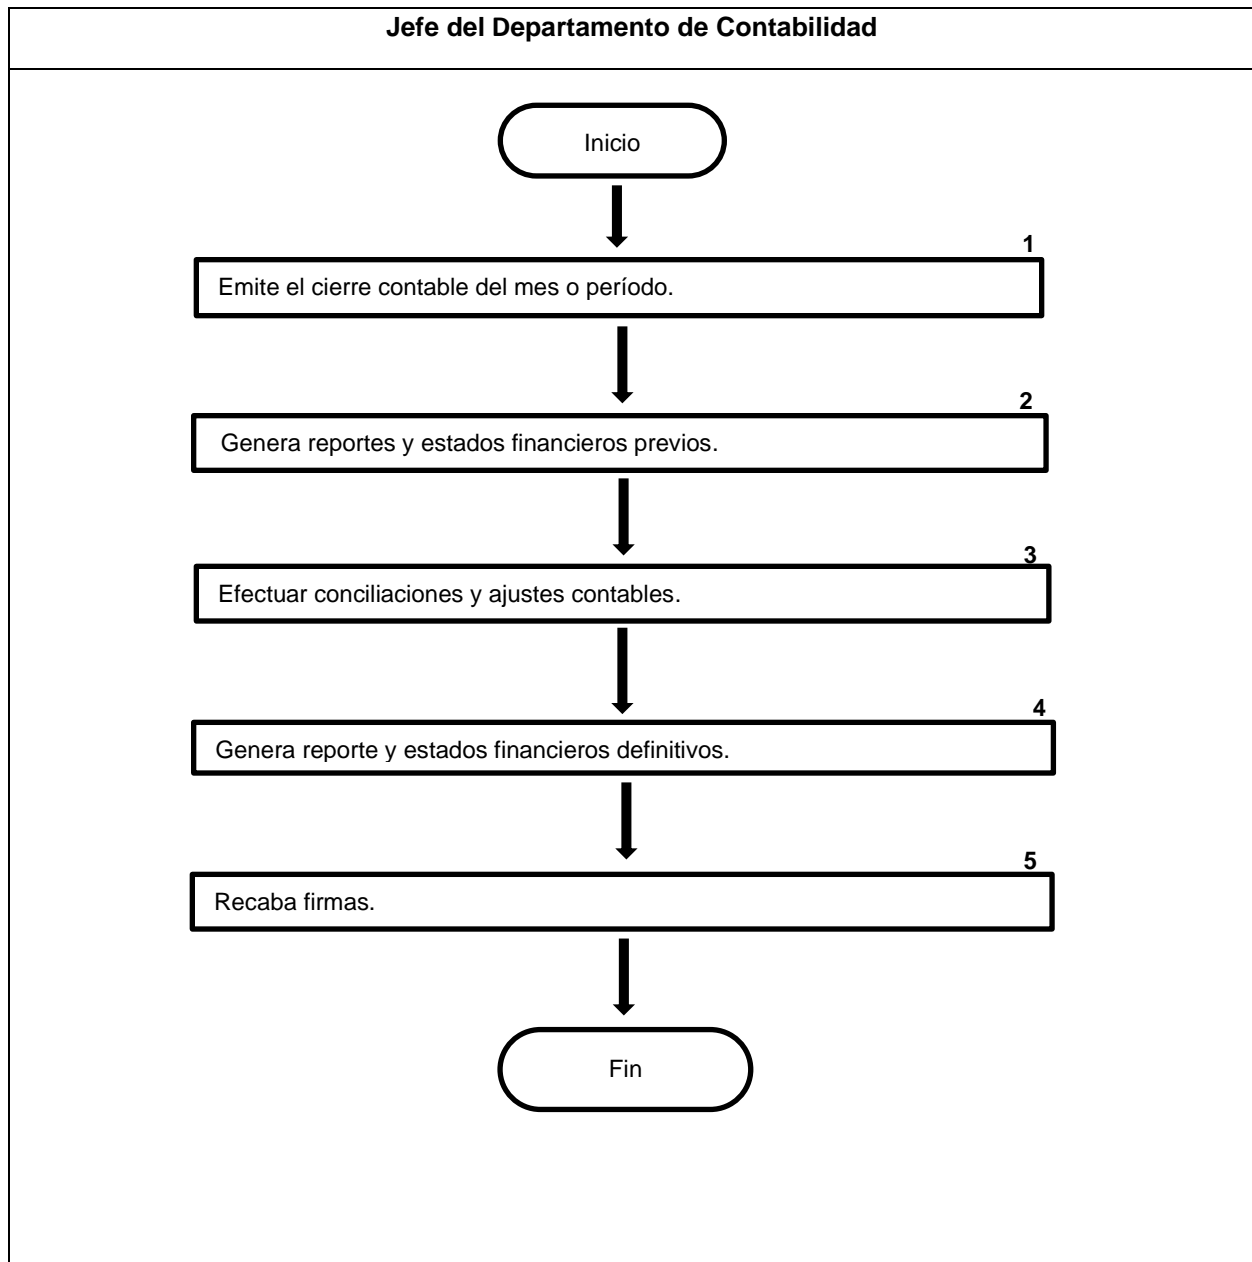 Jefe del Departamento de Contabilidad
Inicio
1
Emite el cierre contable del mes o período.
2
Genera reportes y estados financieros previos.
3
Efectuar conciliaciones y ajustes contables.
4
Genera reporte y estados financieros definitivos.
5
Recaba firmas.
Fin